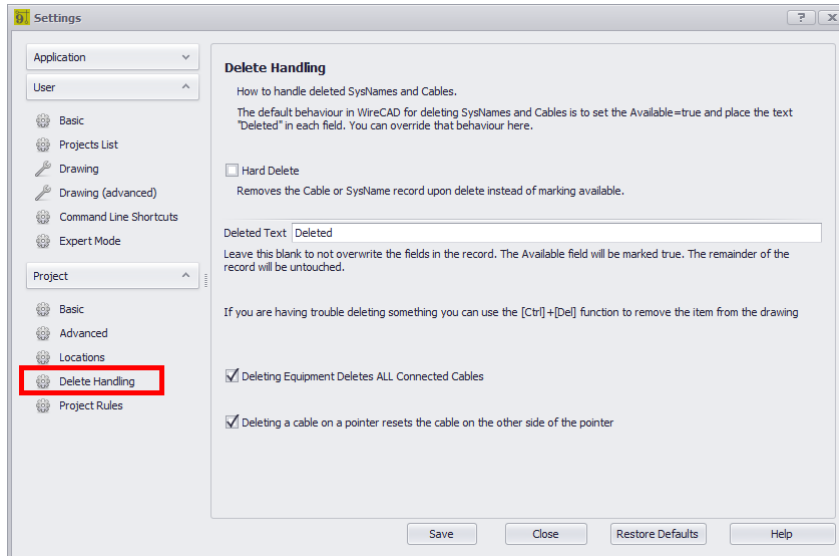 Settings
Application
User
Basic
Projects List
Drawing
Drawing (advanced)
Command Line Shortcuts
Expert Mode
Project
Basic
Advanced
Locations
Delete Handling
Project Rules
Delete Handling
How to handle deleted SysNames and Cables.
The default behaviour in WireCAD for deleting SysNames and Cables is to set the Available=true and place the text
"Deleted" in each field. You can override that behaviour here.
Hard Delete
Removes the Cable or SysName record upon delete instead of marking available.
Deleted Text Deleted
Leave this blank to not overwrite the fields in the record. The Available field will be marked true. The remainder of the
record will be untouched.
If you are having trouble deleting something you can use the [Ctrl]+[Del] function to remove the item from the drawing
Deleting Equipment Deletes ALL Connected Cables
Deleting a cable on a pointer resets the cable on the other side of the pointer
Save Close Restore Defaults Help